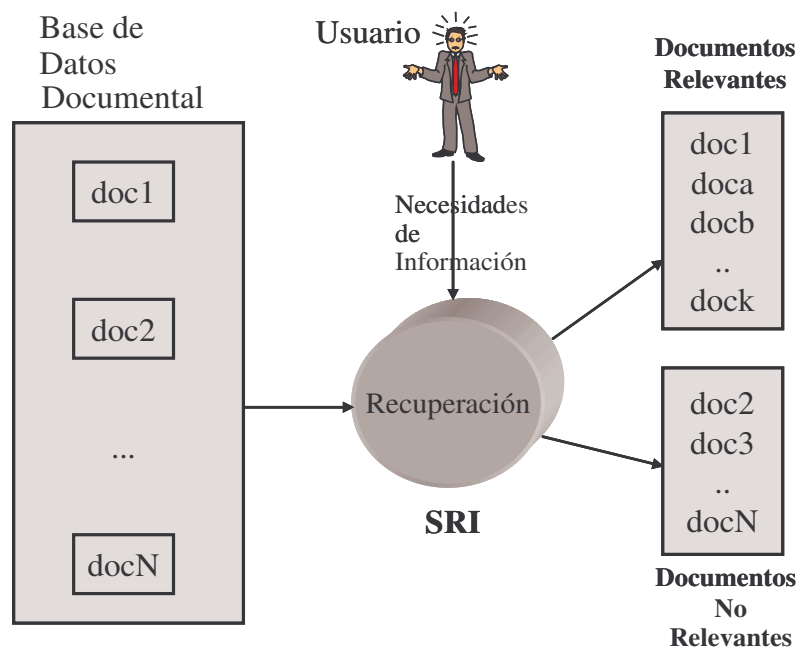 Base de
Datos
Documental
doc1
doc2
...
docN
Usuario
Necesidades
de
Información
Recuperación
SRI
Documentos
Relevantes
doc1
doca
docb
..
dock
doc2
doc3
..
docN
Documentos
No
Relevantes